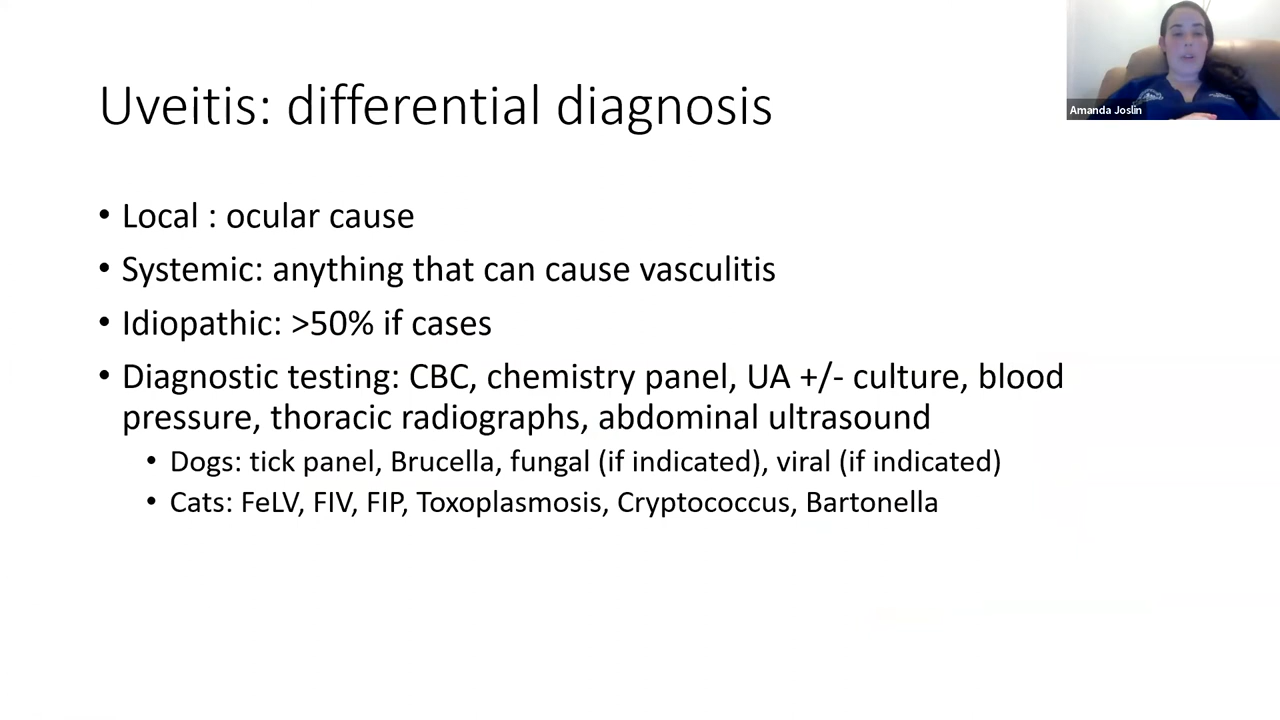 Uveitis: differential diagnosis
Amanda Joslin
• Local : ocular cause
• Systemic: anything that can cause vasculitis
• Idiopathic: >50% if cases
• Diagnostic testing: CBC, chemistry panel, UA +/- culture, blood
pressure, thoracic radiographs, abdominal ultrasound
• Dogs: tick panel, Brucella, fungal (if indicated), viral (if indicated)
• Cats: FeLV, FIV, FIP, Toxoplasmosis, Cryptococcus, Bartonella